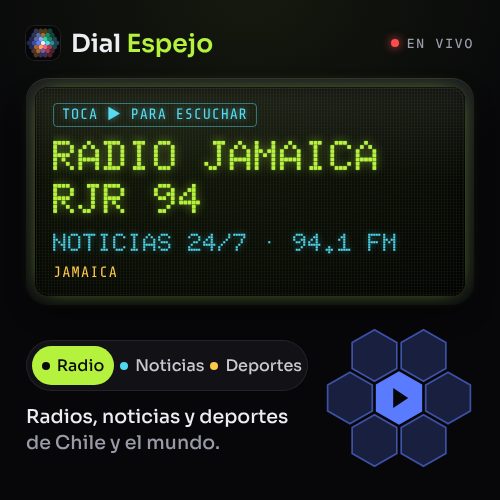 Dial Espejo
EN VIVO
TOCA ▶ PARA ESCUCHAR
RADIO JAMAICA
RJR 94
NOTICIAS 24/7 · 94.1 FM
JAMAICA
Radio Noticias Deportes
Radios, noticias y deportes
de Chile y el mundo.